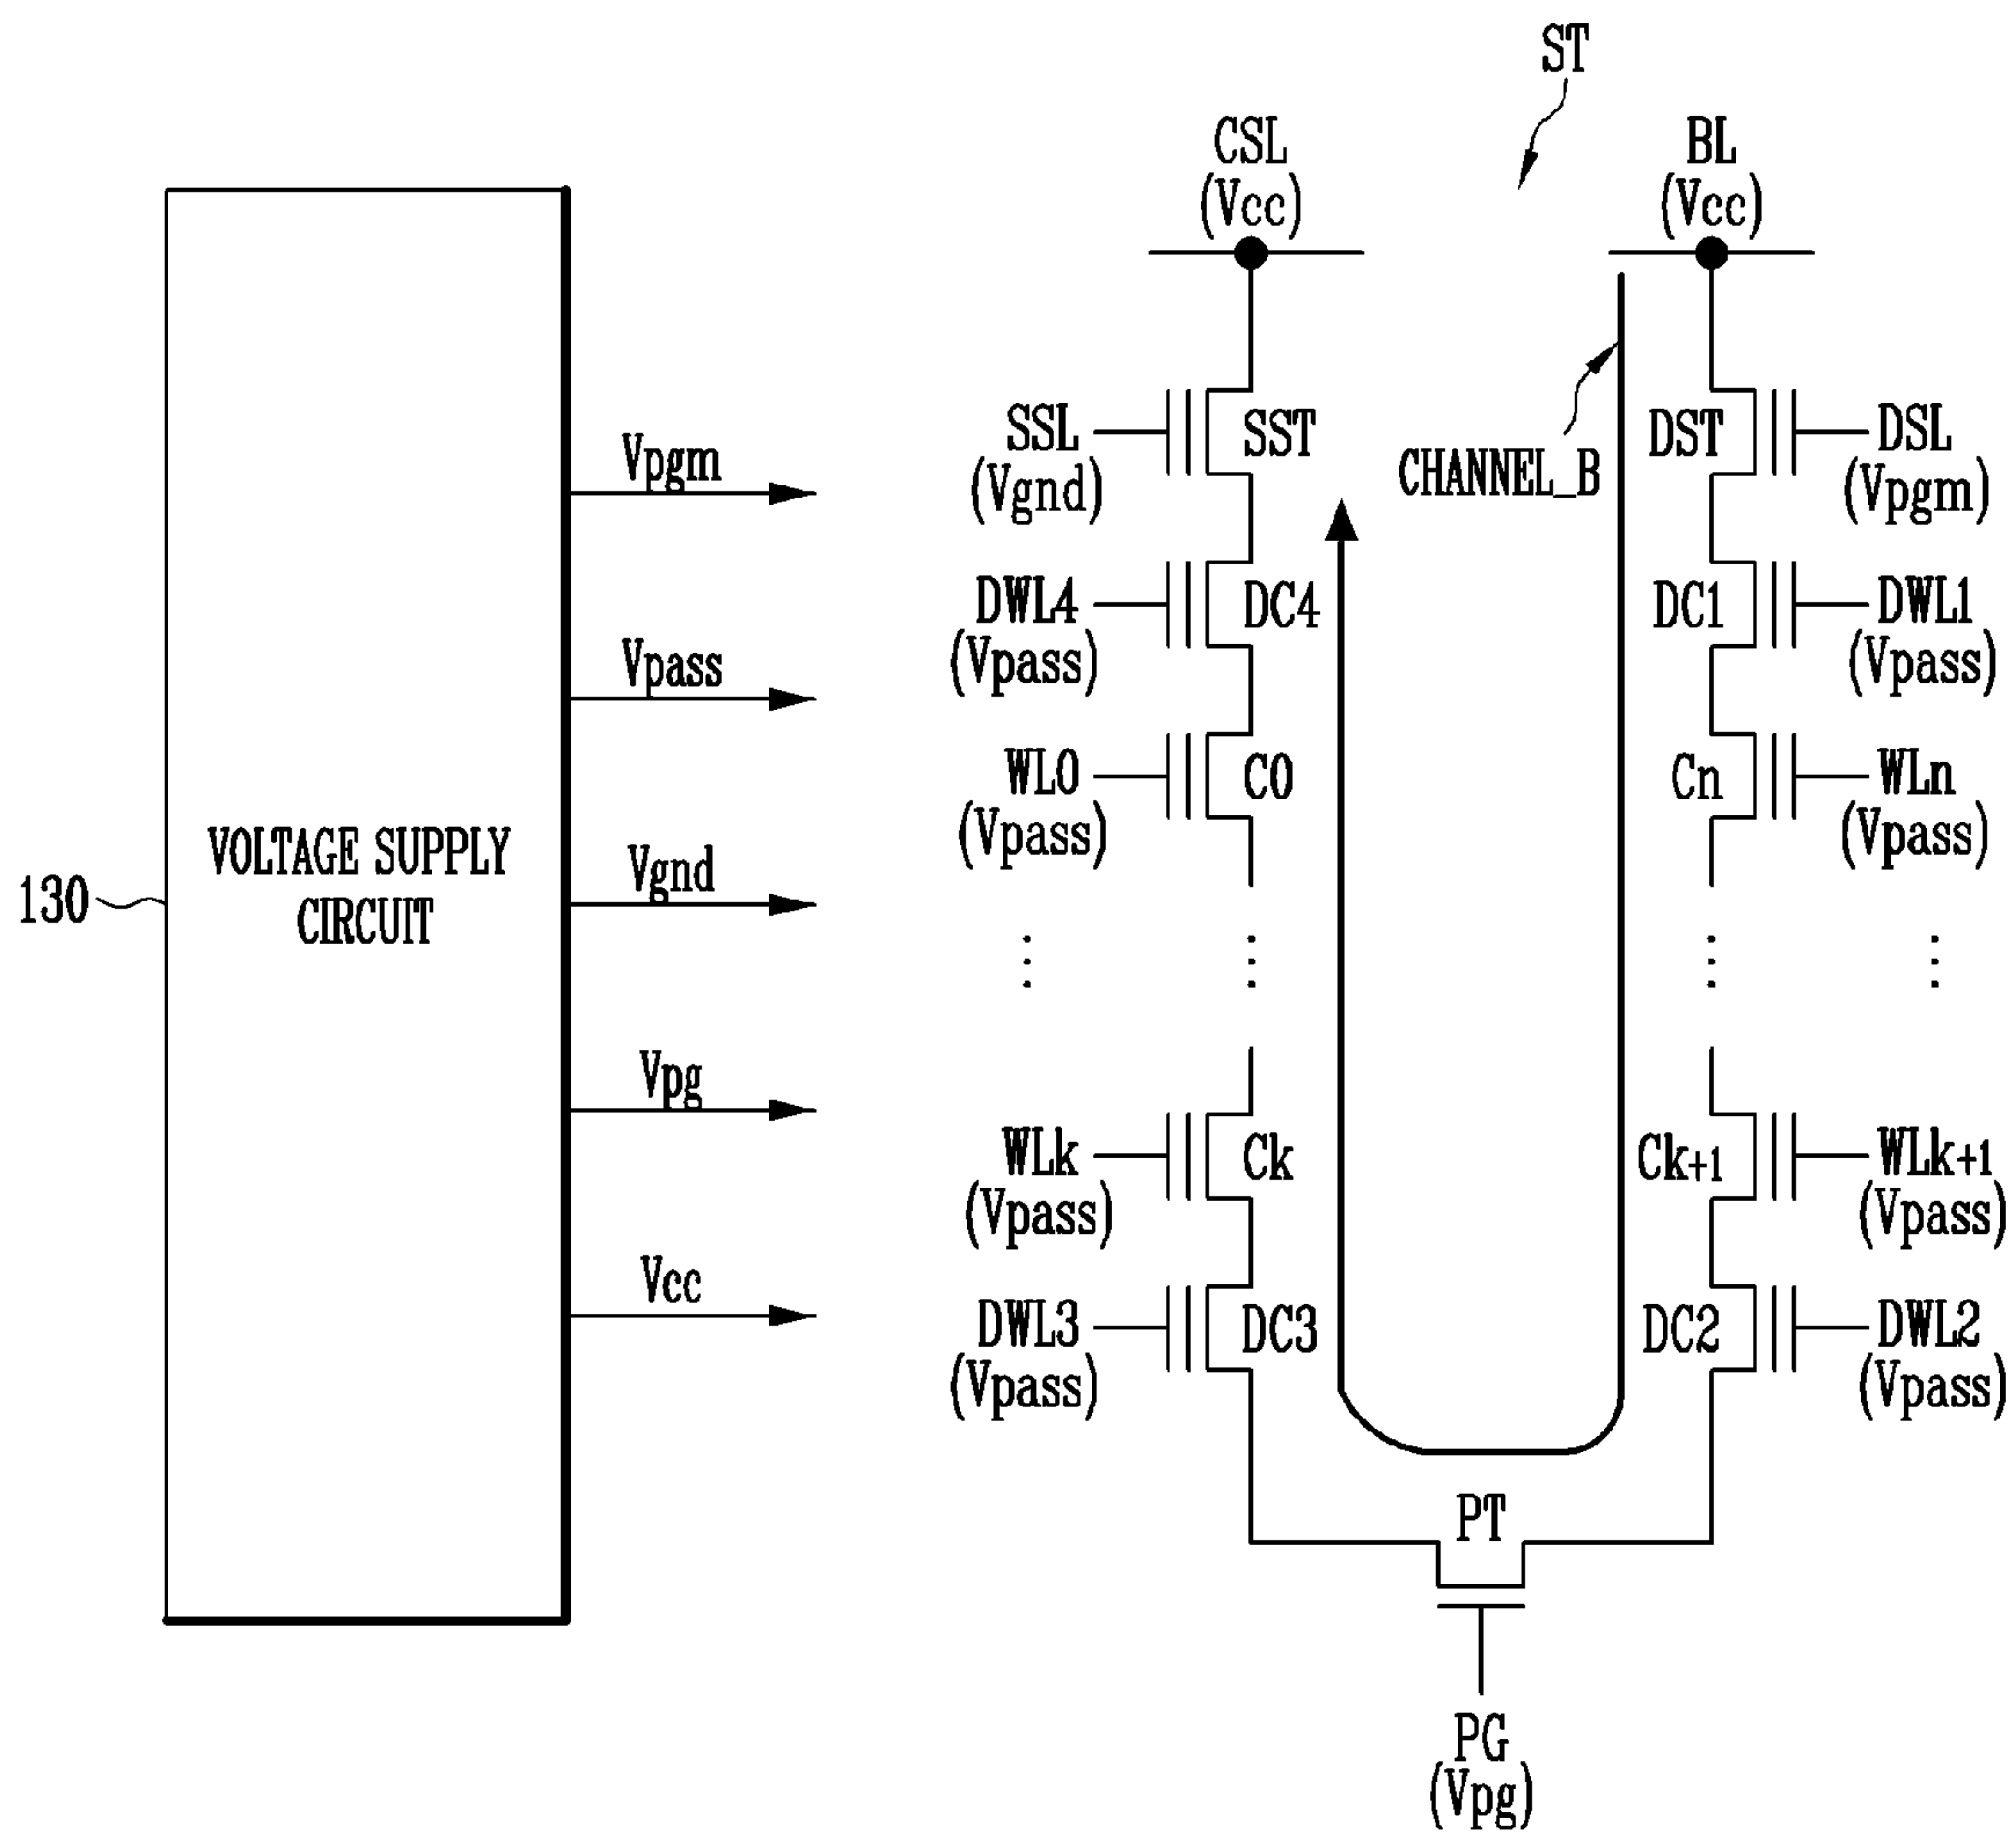 ST
CSL
(Vcc)
BL
(Vcc)
SSL
(Vgnd)
SST
CHANNEL_B
DST
DSL
(Vpgm)
DWL4
(Vpass)
DC4
DC1
DWL1
(Vpass)
WL0
(Vpass)
C0
Cn
WLn
(Vpass)
WLk
(Vpass)
Ck
Ck+1
WLk+1
(Vpass)
DWL3
(Vpass)
DC3
DC2
DWL2
(Vpass)
PT
PG
(Vpg)
130
VOLTAGE SUPPLY
CIRCUIT
Vpgm
Vpass
Vgnd
Vpg
Vcc